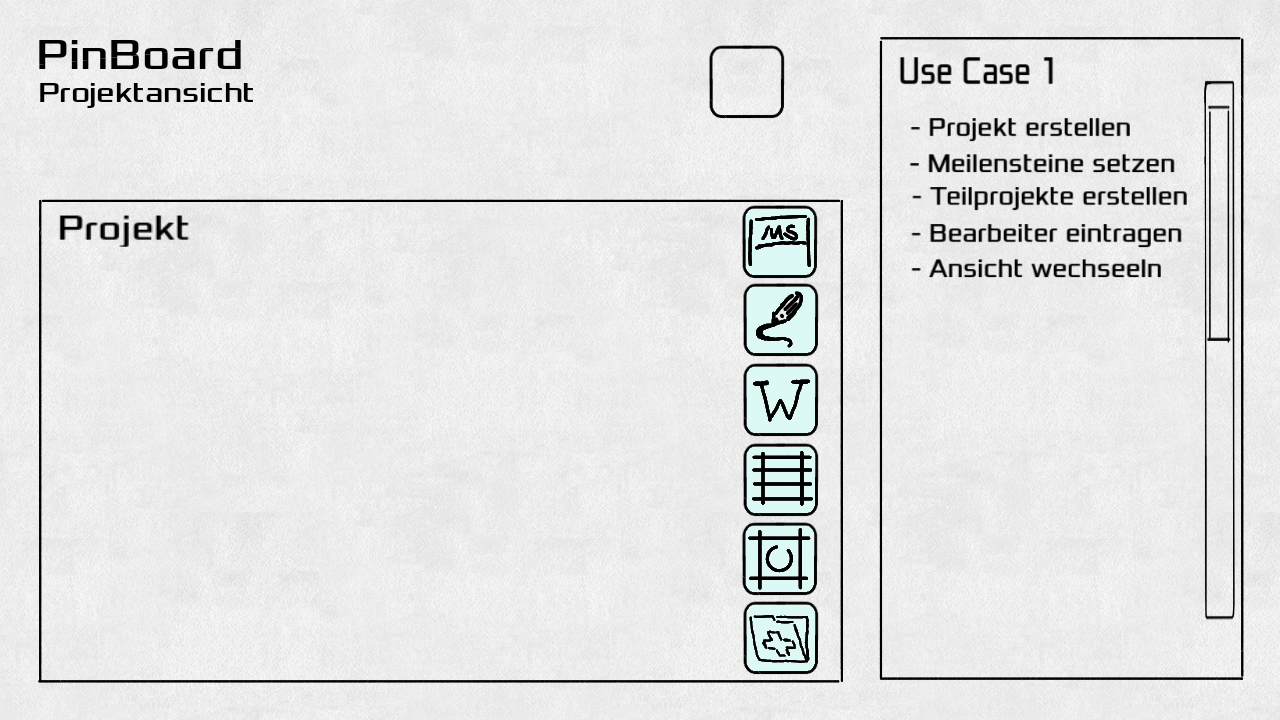 PinBoard
Projektansicht
Projekt
MS
W
Use Case 1
- Projekt erstellen
- Meilensteine setzen
- Teilprojekte erstellen
- Bearbeiter eintragen
- Ansicht wechseeln